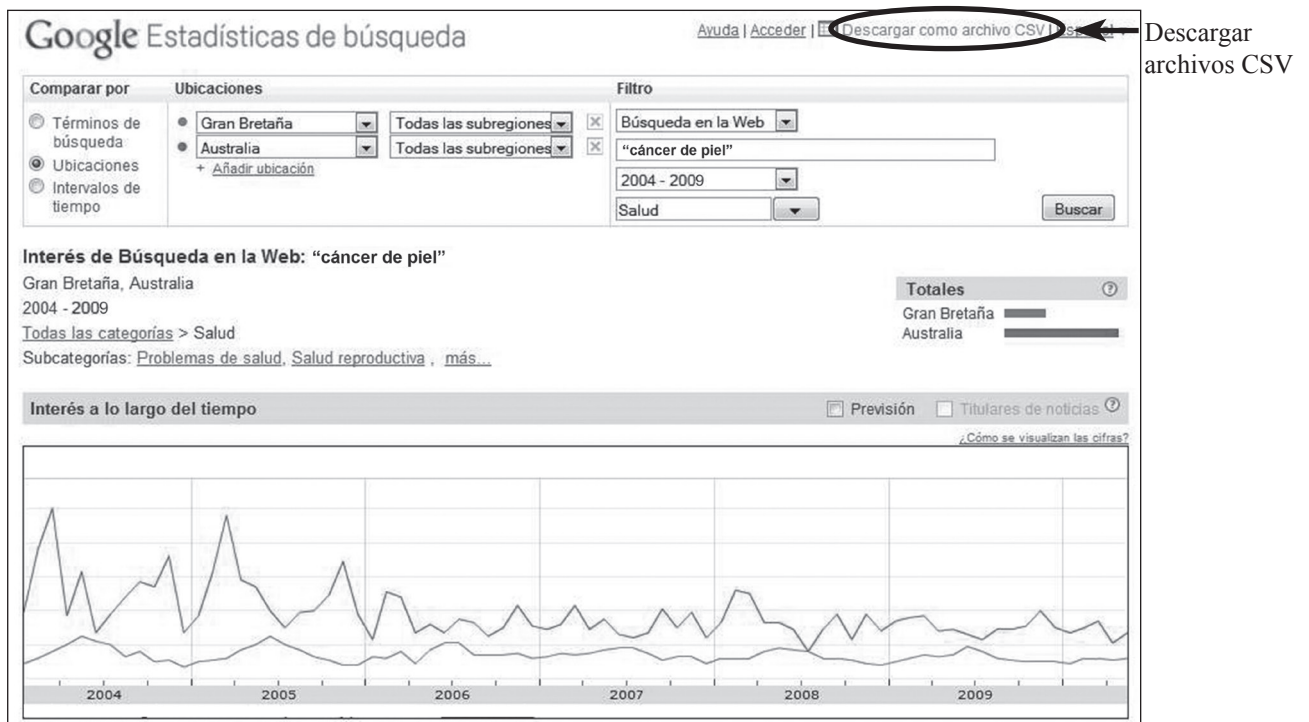 Google Estadísticas de búsqueda
Ayuda | Acceder | Descargar como archivo CSV | Español
Descargar
archivos CSV
Comparar por
Términos de
búsqueda
Ubicaciones
Intervalos de
tiempo
Ubicaciones
Gran Bretaña Todas las subregiones
Australia Todas las subregiones
+ Añadir ubicación
Filtro
Búsqueda en la Web
“cáncer de piel”
2004 - 2009
Salud
Buscar
Interés de Búsqueda en la Web: “cáncer de piel”
Gran Bretaña, Australia
2004 - 2009
Todas las categorías > Salud
Subcategorías: Problemas de salud, Salud reproductiva , más...
Totales ?
Gran Bretaña
Australia
Interés a lo largo del tiempo
Previsión Titulares de noticias ?
¿Cómo se visualizan las cifras?
2004 2005 2006 2007 2008 2009